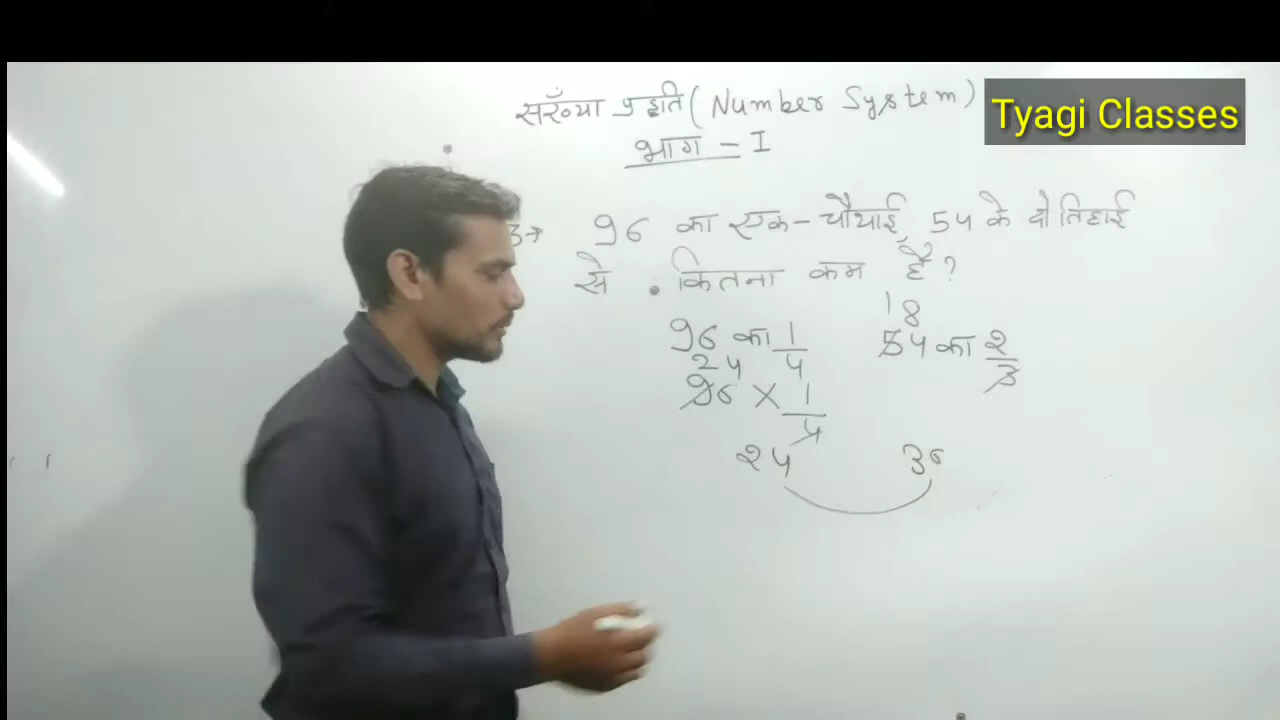 संख्या पद्धति (Number System)
Tyagi Classes
भाग - I
3→ 96 का एक-चौथाई, 54 के दो तिहाई
से कितना कम है?
18
96 का 1/4 54 का 2/3
24
96 × 1/4
24 36